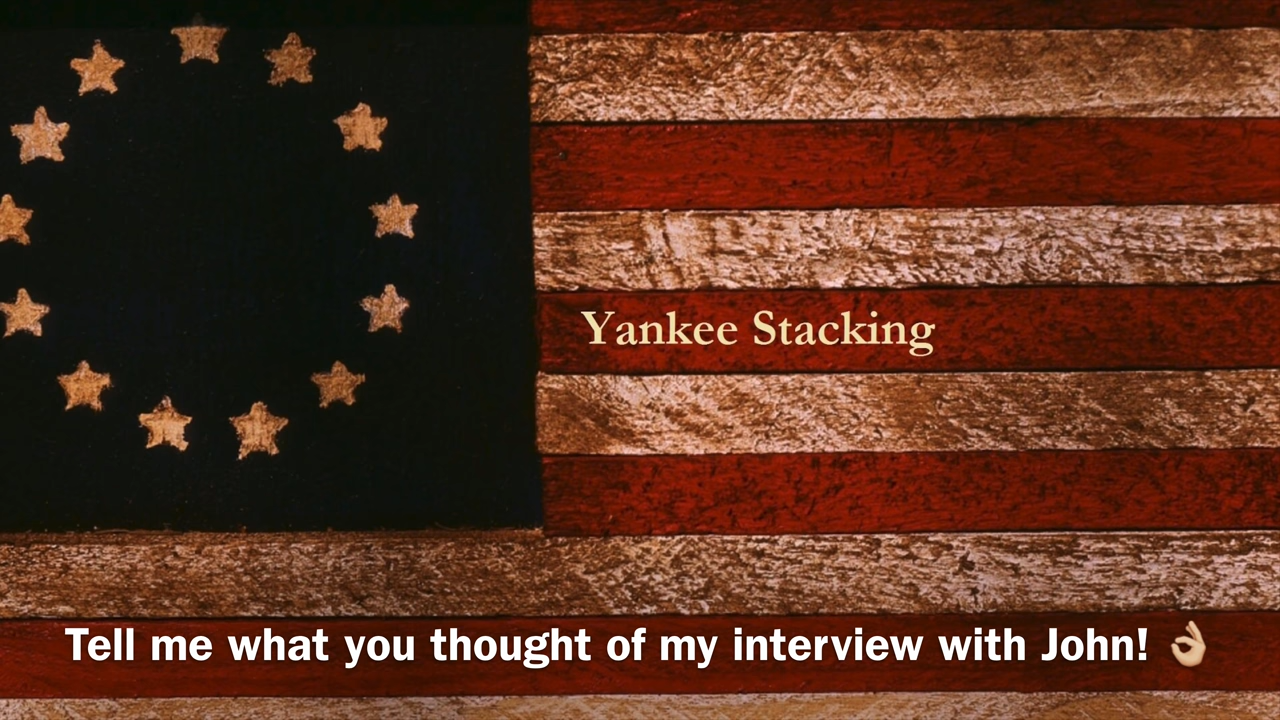 Yankee Stacking
Tell me what you thought of my interview with John! 👌🏼